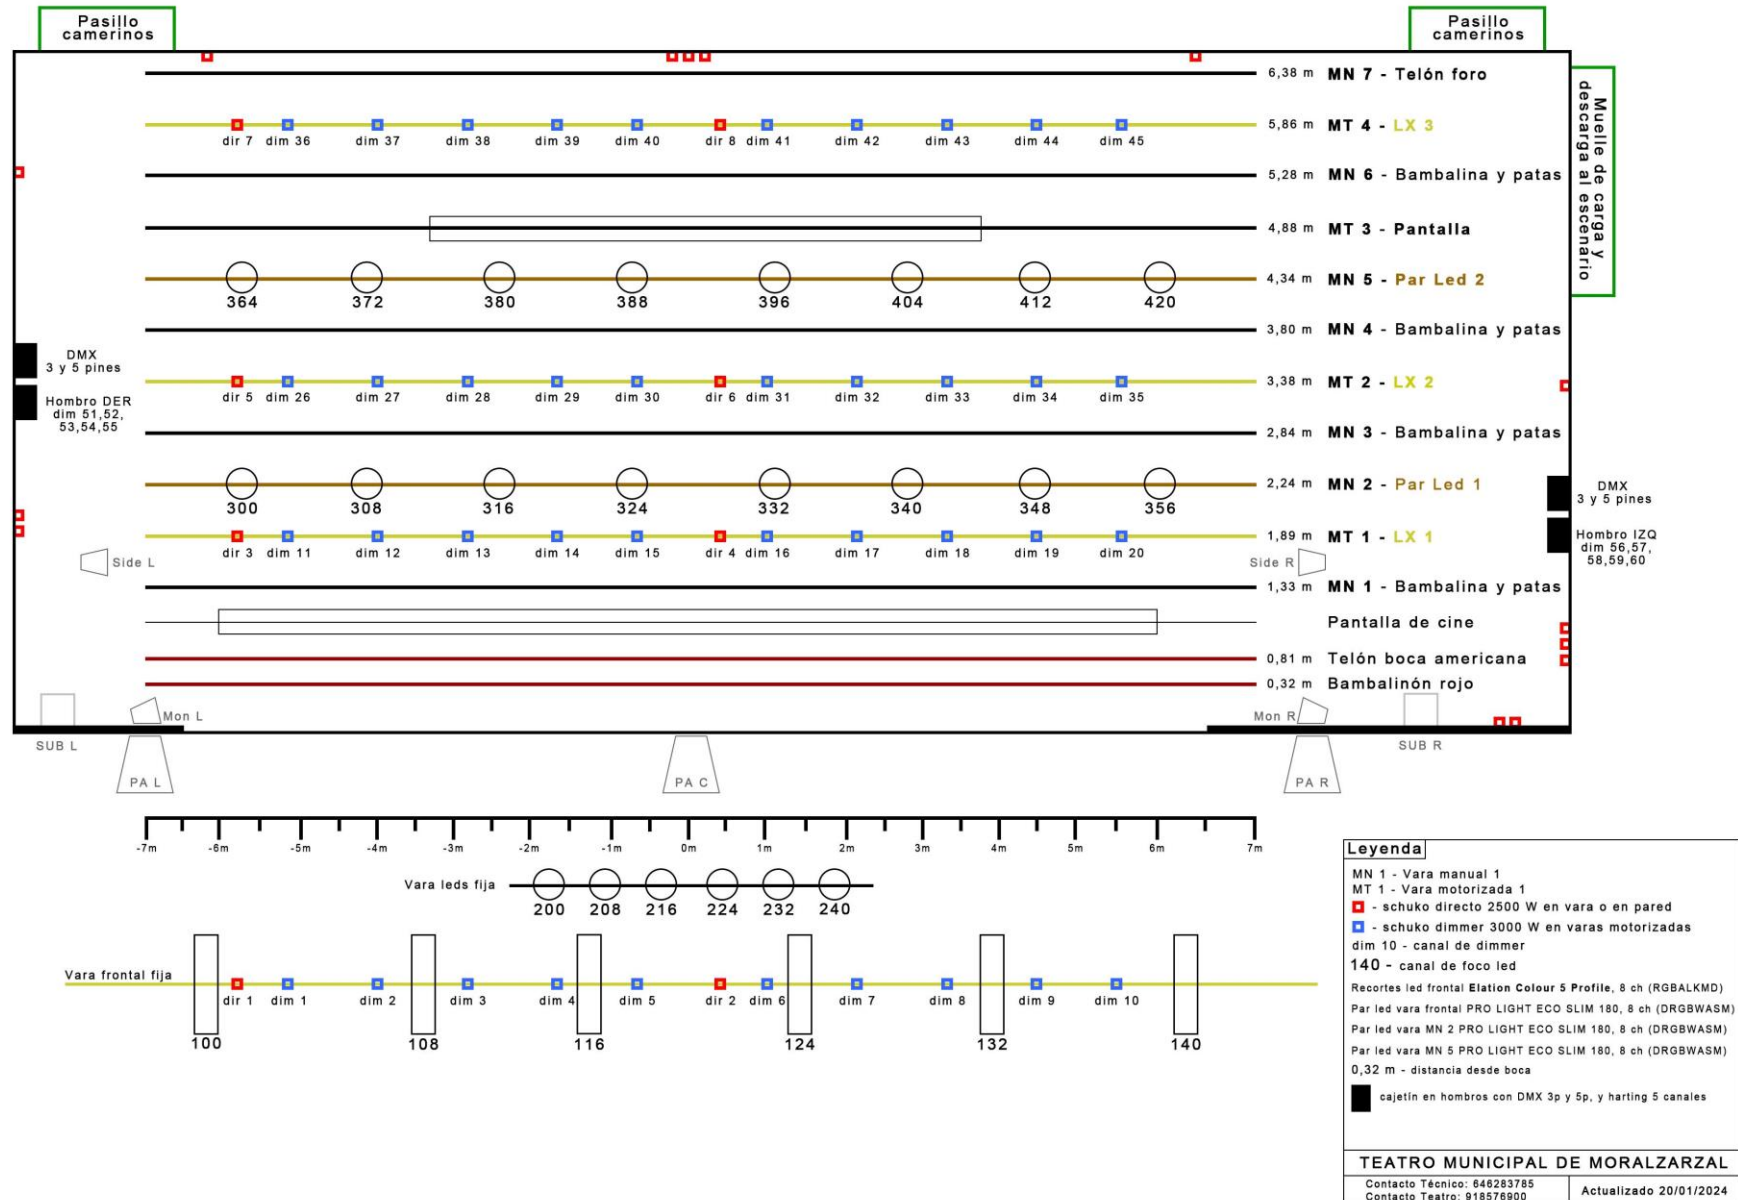 Pasillo
camerinos
Pasillo
camerinos
Muelle de carga y
descarga al escenário
6,38 m MN 7 - Telón foro
5,86 m MT 4 - LX 3
dir 7 dim 36 dim 37 dim 38 dim 39 dim 40 dir 8 dim 41 dim 42 dim 43 dim 44 dim 45
5,28 m MN 6 - Bambalina y patas
4,88 m MT 3 - Pantalla
4,34 m MN 5 - Par Led 2
364 372 380 388 396 404 412 420
3,80 m MN 4 - Bambalina y patas
DMX
3 y 5 pines
3,38 m MT 2 - LX 2
dir 5 dim 26 dim 27 dim 28 dim 29 dim 30 dir 6 dim 31 dim 32 dim 33 dim 34 dim 35
Hombro DER
dim 51,52,
53,54,55
2,84 m MN 3 - Bambalina y patas
2,24 m MN 2 - Par Led 1
300 308 316 324 332 340 348 356
DMX
3 y 5 pines
1,89 m MT 1 - LX 1
dir 3 dim 11 dim 12 dim 13 dim 14 dim 15 dir 4 dim 16 dim 17 dim 18 dim 19 dim 20
Hombro IZQ
dim 56,57,
58,59,60
Side L
Side R
1,33 m MN 1 - Bambalina y patas
Pantalla de cine
0,81 m Telón boca americana
0,32 m Bambalinón rojo
Mon L
Mon R
SUB L
SUB R
PA L
PA C
PA R
-7m -6m -5m -4m -3m -2m -1m 0m 1m 2m 3m 4m 5m 6m 7m
Vara leds fija
200 208 216 224 232 240
Vara frontal fija
dir 1 dim 1 dim 2 dim 3 dim 4 dim 5 dir 2 dim 6 dim 7 dim 8 dim 9 dim 10
100 108 116 124 132 140
Leyenda
MN 1 - Vara manual 1
MT 1 - Vara motorizada 1
- schuko directo 2500 W en vara o en pared
- schuko dimmer 3000 W en varas motorizadas
dim 10 - canal de dimmer
140 - canal de foco led
Recortes led frontal Elation Colour 5 Profile, 8 ch (RGBALKMD)
Par led vara frontal PRO LIGHT ECO SLIM 180, 8 ch (DRGBWASM)
Par led vara MN 2 PRO LIGHT ECO SLIM 180, 8 ch (DRGBWASM)
Par led vara MN 5 PRO LIGHT ECO SLIM 180, 8 ch (DRGBWASM)
0,32 m - distancia desde boca
cajetín en hombros con DMX 3p y 5p, y harting 5 canales
TEATRO MUNICIPAL DE MORALZARZAL
Contacto Técnico: 646283785
Contacto Teatro: 918576900
Actualizado 20/01/2024